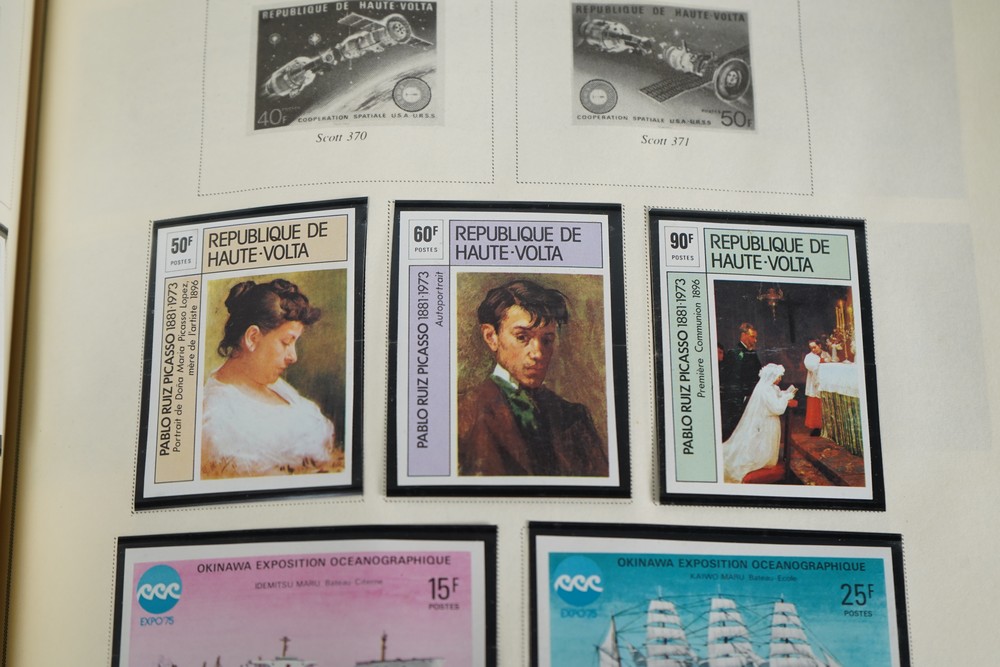 REPUBLIQUE DE HAUTE-VOLTA
40F
COOPERATION SPATIALE U.S.A.-U.R.S.S.
Scott 370
REPUBLIQUE DE HAUTE-VOLTA
POSTES
50F
COOPERATION SPATIALE U.S.A.-U.R.S.S.
Scott 371
50F
POSTES
REPUBLIQUE DE
HAUTE-VOLTA
PABLO RUIZ PICASSO 1881-1973
Portrait de Doña Maria Picasso Lopez,
mère de l'artiste 1896
60F
POSTES
REPUBLIQUE DE
HAUTE-VOLTA
PABLO RUIZ PICASSO 1881-1973
Autoportrait
90F
POSTES
REPUBLIQUE DE
HAUTE-VOLTA
PABLO RUIZ PICASSO 1881-1973
Première Communion 1896
OKINAWA EXPOSITION OCEANOGRAPHIQUE
IDEMITSU MARU Bateau Citerne
15F
POSTES
EXPO'75
OKINAWA EXPOSITION OCEANOGRAPHIQUE
KAIWO MARU Bateau Ecole
25F
POSTES
EXPO'75